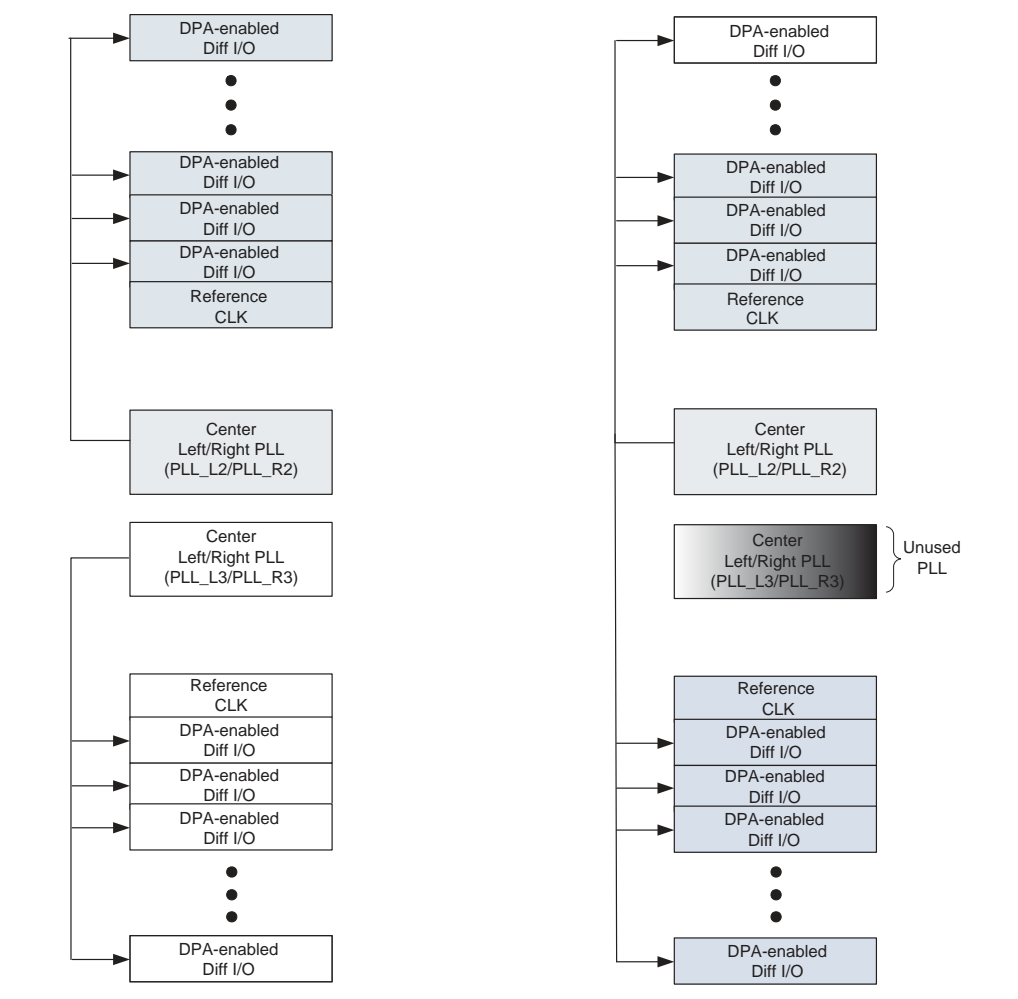 DPA-enabled
Diff I/O
DPA-enabled
Diff I/O
DPA-enabled
Diff I/O
DPA-enabled
Diff I/O
Reference
CLK
Center
Left/Right PLL
(PLL_L2/PLL_R2)
Center
Left/Right PLL
(PLL_L3/PLL_R3)
Reference
CLK
DPA-enabled
Diff I/O
DPA-enabled
Diff I/O
DPA-enabled
Diff I/O
DPA-enabled
Diff I/O
DPA-enabled
Diff I/O
DPA-enabled
Diff I/O
DPA-enabled
Diff I/O
DPA-enabled
Diff I/O
Reference
CLK
Center
Left/Right PLL
(PLL_L2/PLL_R2)
Center
Left/Right PLL
(PLL_L3/PLL_R3)
Unused
PLL
Reference
CLK
DPA-enabled
Diff I/O
DPA-enabled
Diff I/O
DPA-enabled
Diff I/O
DPA-enabled
Diff I/O